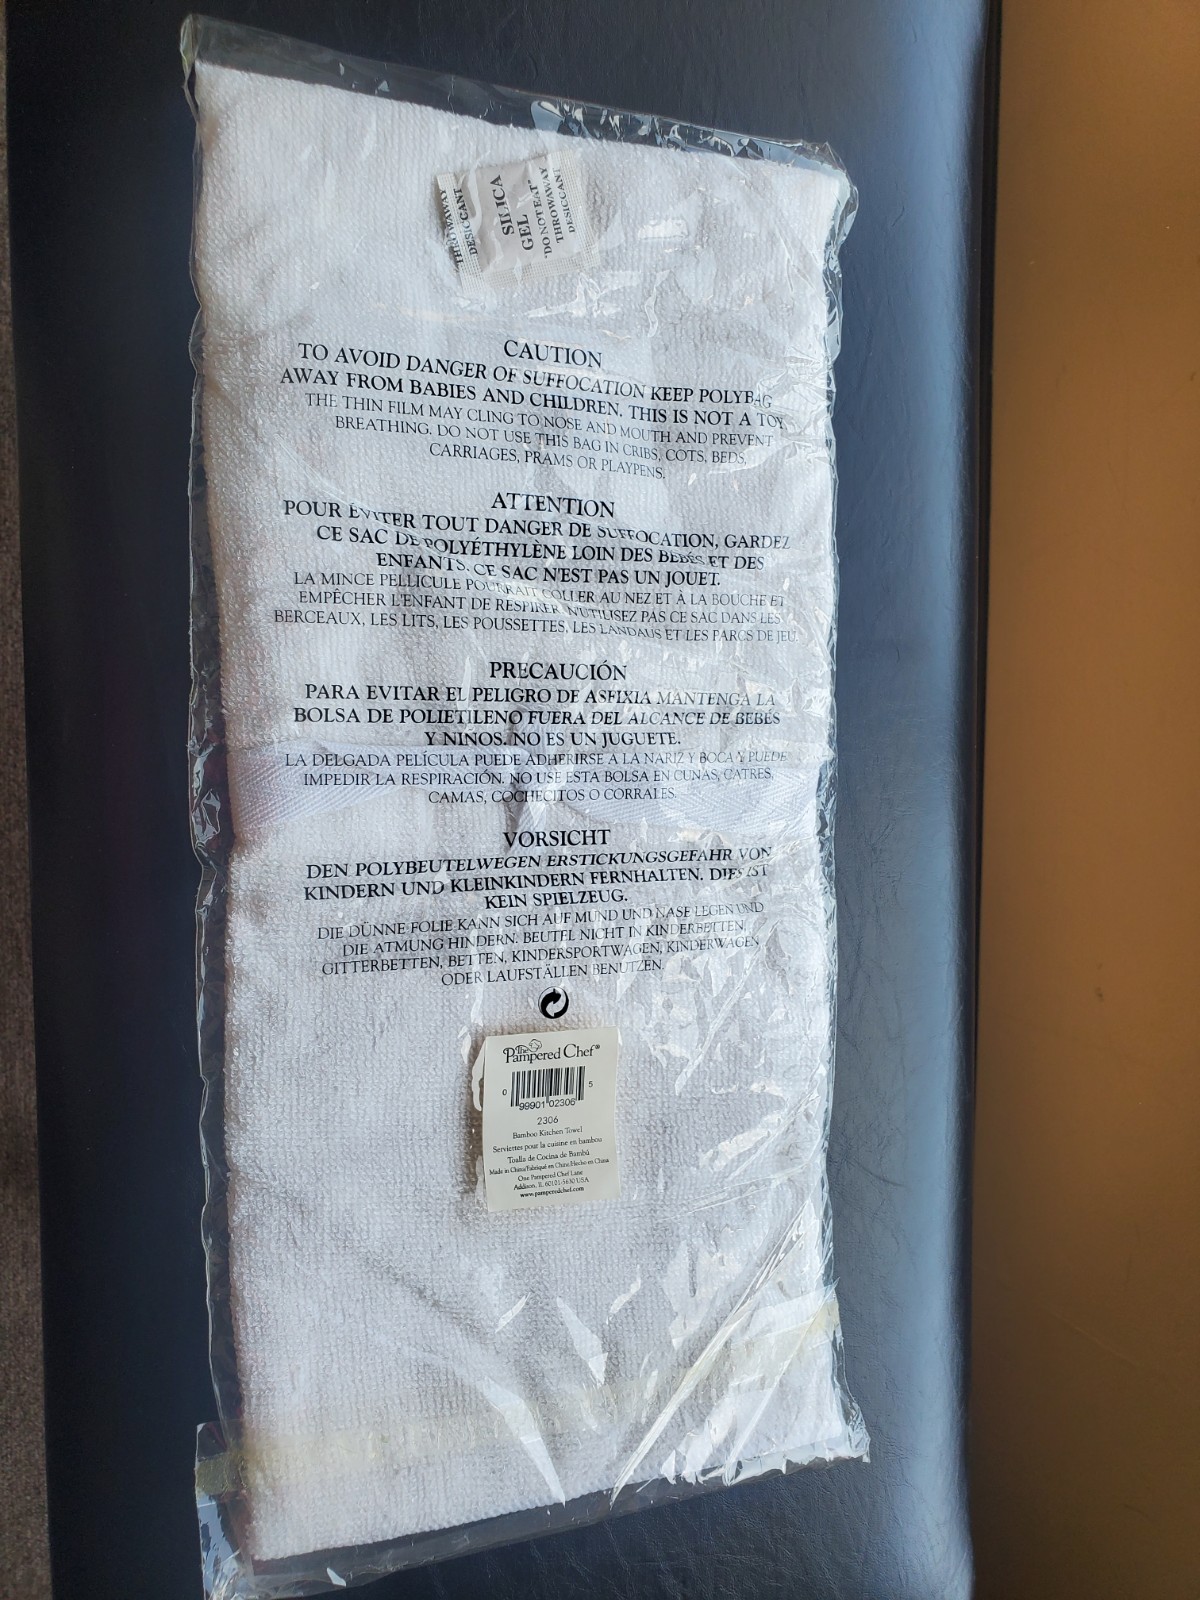 THROWAWAY
DESICCANT
SILICA
GEL
"DO NOT EAT"
THROWAWAY
DESICCANT
CAUTION
TO AVOID DANGER OF SUFFOCATION KEEP POLYBAG
AWAY FROM BABIES AND CHILDREN. THIS IS NOT A TOY.
THE THIN FILM MAY CLING TO NOSE AND MOUTH AND PREVENT
BREATHING. DO NOT USE THIS BAG IN CRIBS, COTS, BEDS,
CARRIAGES, PRAMS OR PLAYPENS.
ATTENTION
POUR ÉVITER TOUT DANGER DE SUFFOCATION, GARDEZ
CE SAC DE POLYÉTHYLÈNE LOIN DES BEBÉS ET DES
ENFANTS. CE SAC N'EST PAS UN JOUET.
LA MINCE PELLICULE POURRAIT COLLER AU NEZ ET À LA BOUCHE ET
EMPÊCHER L'ENFANT DE RESPIRER. N'UTILISEZ PAS CE SAC DANS LES
BERCEAUX, LES LITS, LES POUSSETTES, LES LANDAUS ET LES PARCS DE JEU.
PRECAUCIÓN
PARA EVITAR EL PELIGRO DE ASFIXIA MANTENGA LA
BOLSA DE POLIETILENO FUERA DEL ALCANCE DE BEBÉS
Y NINOS. NO ES UN JUGUETE.
LA DELGADA PELÍCULA PUEDE ADHERIRSE A LA NARIZ Y BOCA Y PUEDE
IMPEDIR LA RESPIRACIÓN. NO USE ESTA BOLSA EN CUNAS, CATRES,
CAMAS, COCHECITOS O CORRALES.
VORSICHT
DEN POLYBEUTELWEGEN ERSTICKUNGSGEFAHR VON
KINDERN UND KLEINKINDERN FERNHALTEN. DIES IST
KEIN SPIELZEUG.
DIE DÜNNE FOLIE KANN SICH AUF MUND UND NASE LEGEN UND
DIE ATMUNG HINDERN. BEUTEL NICHT IN KINDERBETTEN,
GITTERBETTEN, BETTEN, KINDERSPORTWAGEN, KINDERWAGEN
ODER LAUFSTÄLLEN BENUTZEN.
The
Pampered Chef®
0 99901 02306 5
2306
Bamboo Kitchen Towel
Serviettes pour la cuisine en bambou
Toalla de Cocina de Bambú
Made in China/Fabriqué en Chine/Hecho en China
One Pampered Chef Lane
Addison, IL 60101-5630 USA
www.pamperedchef.com